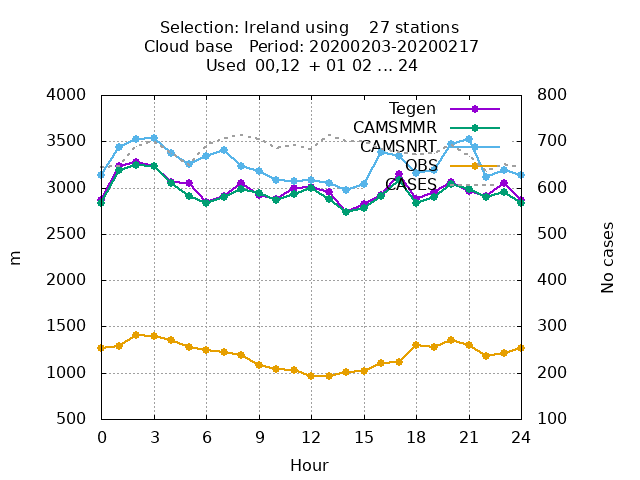 Selection: Ireland using    27 stations
Cloud base   Period: 20200203-20200217
Used  00,12  + 01 02 ... 24
4000
3500
3000
2500
2000
1500
1000
500
m
800
700
600
500
400
300
200
100
No cases
Tegen
CAMSMMR
CAMSNRT
OBS
CASES
0 3 6 9 12 15 18 21 24
Hour